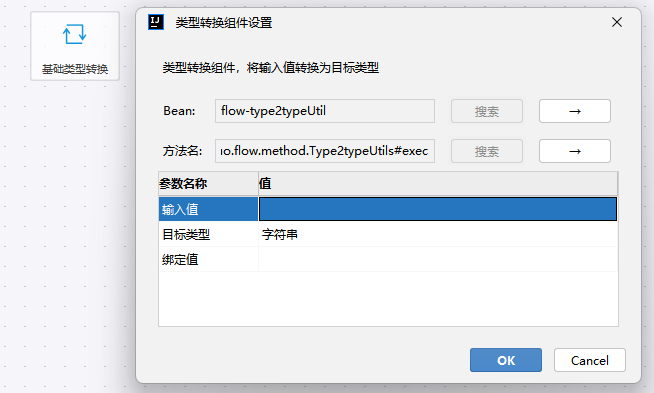 类型转换组件设置
基础类型转换
类型转换组件，将输入值转换为目标类型
Bean: flow-type2typeUtil 搜索 →
方法名: ıo.flow.method.Type2typeUtils#exec 搜索 →
参数名称 值
输入值
目标类型 字符串
绑定值
OK Cancel